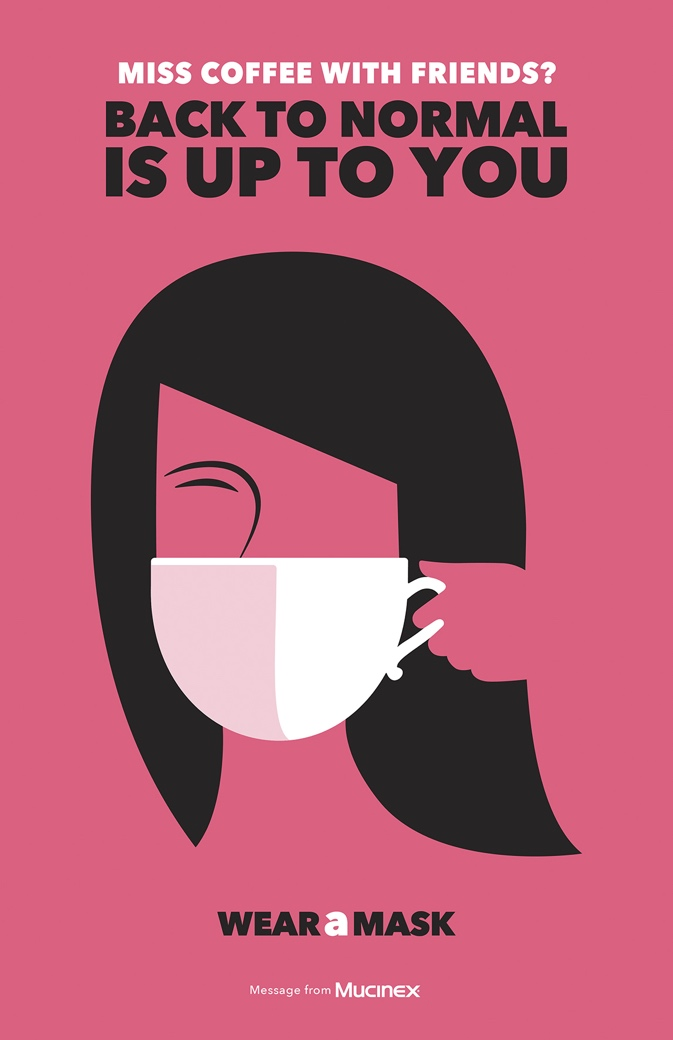 MISS COFFEE WITH FRIENDS?
BACK TO NORMAL
IS UP TO YOU
WEAR a MASK
Message from Mucinex